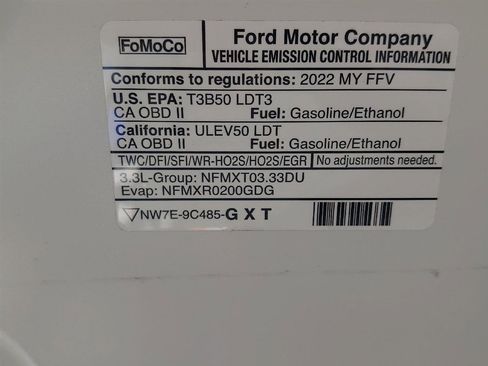 FoMoCo
Ford Motor Company
VEHICLE EMISSION CONTROL INFORMATION
Conforms to regulations: 2022 MY FFV
U.S. EPA: T3B50 LDT3
CA OBD II Fuel: Gasoline/Ethanol
California: ULEV50 LDT
CA OBD II Fuel: Gasoline/Ethanol
TWC/DFI/SFI/WR-HO2S/HO2S/EGR No adjustments needed.
3.3L-Group: NFMXT03.33DU
Evap: NFMXR0200GDG
NW7E-9C485-GXT